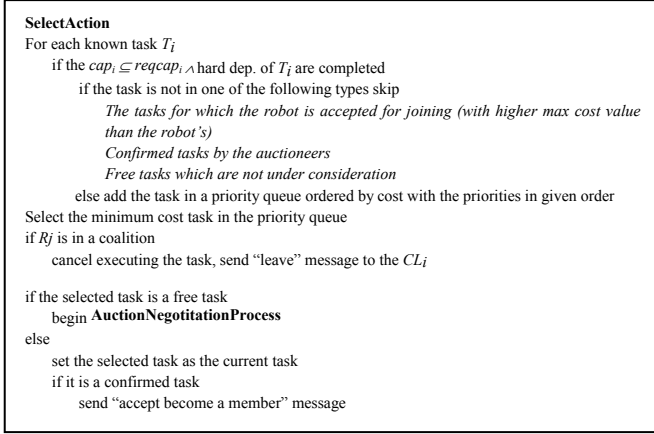 SelectAction
For each known task Ti
if the capi ⊆ reqcapi ∧ hard dep. of Ti are completed
if the task is not in one of the following types skip
The tasks for which the robot is accepted for joining (with higher max cost value
than the robot's)
Confirmed tasks by the auctioneers
Free tasks which are not under consideration
else add the task in a priority queue ordered by cost with the priorities in given order
Select the minimum cost task in the priority queue
if Rj is in a coalition
cancel executing the task, send “leave” message to the CLi
if the selected task is a free task
begin AuctionNegotitationProcess
else
set the selected task as the current task
if it is a confirmed task
send “accept become a member” message